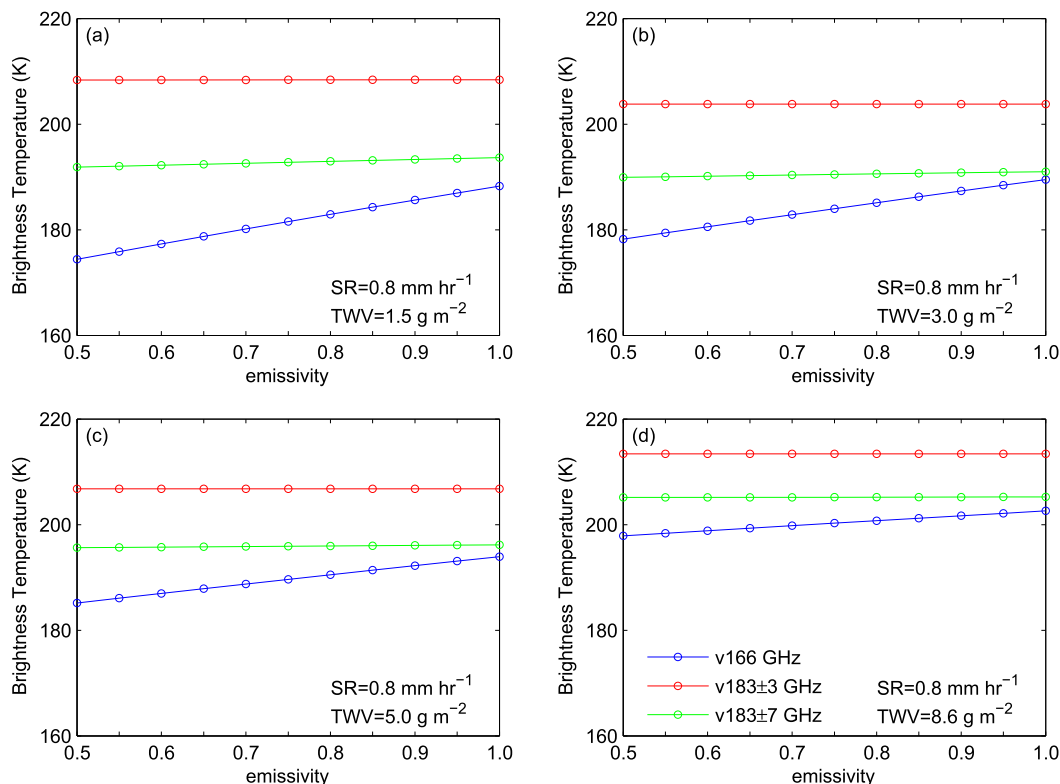 220
(a)
200
180
160
Brightness Temperature (K)
SR=0.8 mm hr⁻¹
TWV=1.5 g m⁻²
0.5 0.6 0.7 0.8 0.9 1.0
emissivity
220
(b)
200
180
160
Brightness Temperature (K)
SR=0.8 mm hr⁻¹
TWV=3.0 g m⁻²
0.5 0.6 0.7 0.8 0.9 1.0
emissivity
220
(c)
200
180
160
Brightness Temperature (K)
SR=0.8 mm hr⁻¹
TWV=5.0 g m⁻²
0.5 0.6 0.7 0.8 0.9 1.0
emissivity
220
(d)
200
180
160
Brightness Temperature (K)
v166 GHz
v183±3 GHz
v183±7 GHz
SR=0.8 mm hr⁻¹
TWV=8.6 g m⁻²
0.5 0.6 0.7 0.8 0.9 1.0
emissivity